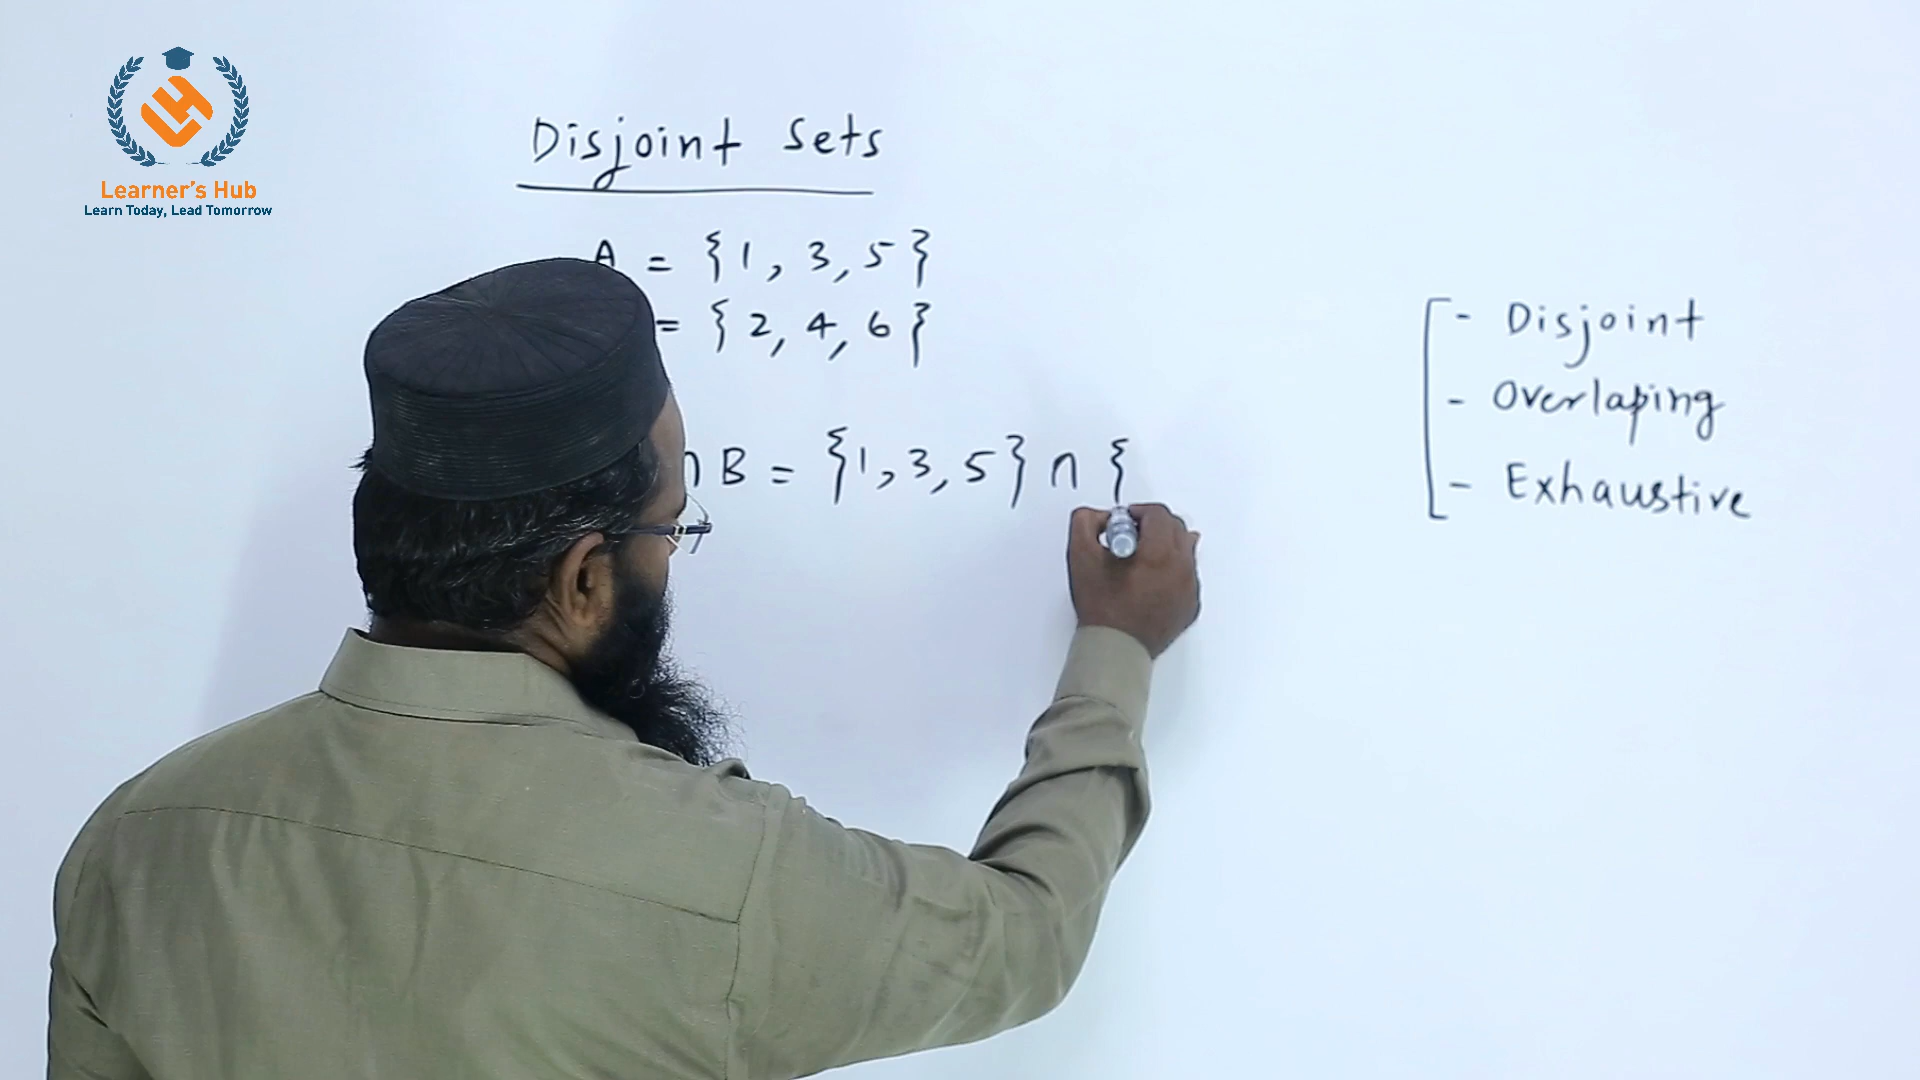 Learner's Hub
Learn Today, Lead Tomorrow
Disjoint Sets
A = {1, 3, 5}
= {2, 4, 6}
∩ B = {1, 3, 5} ∩ {
- Disjoint
- Overlaping
- Exhaustive